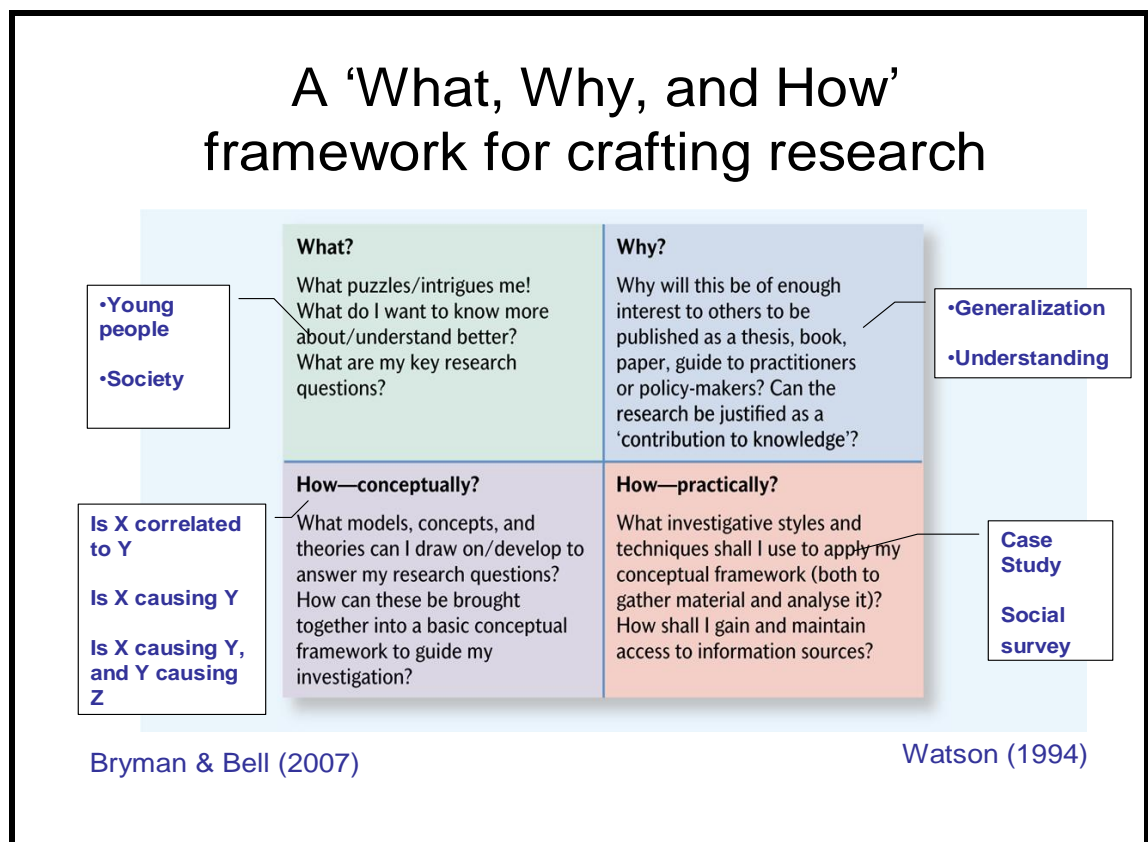 A ‘What, Why, and How’
framework for crafting research
What?
What puzzles/intrigues me!
What do I want to know more
about/understand better?
What are my key research
questions?
Why?
Why will this be of enough
interest to others to be
published as a thesis, book,
paper, guide to practitioners
or policy-makers? Can the
research be justified as a
‘contribution to knowledge’?
•Young
people
•Society
•Generalization
•Understanding
How—conceptually?
What models, concepts, and
theories can I draw on/develop to
answer my research questions?
How can these be brought
together into a basic conceptual
framework to guide my
investigation?
How—practically?
What investigative styles and
techniques shall I use to apply my
conceptual framework (both to
gather material and analyse it)?
How shall I gain and maintain
access to information sources?
Is X correlated
to Y
Is X causing Y
Is X causing Y,
and Y causing
Z
Case
Study
Social
survey
Bryman & Bell (2007)
Watson (1994)